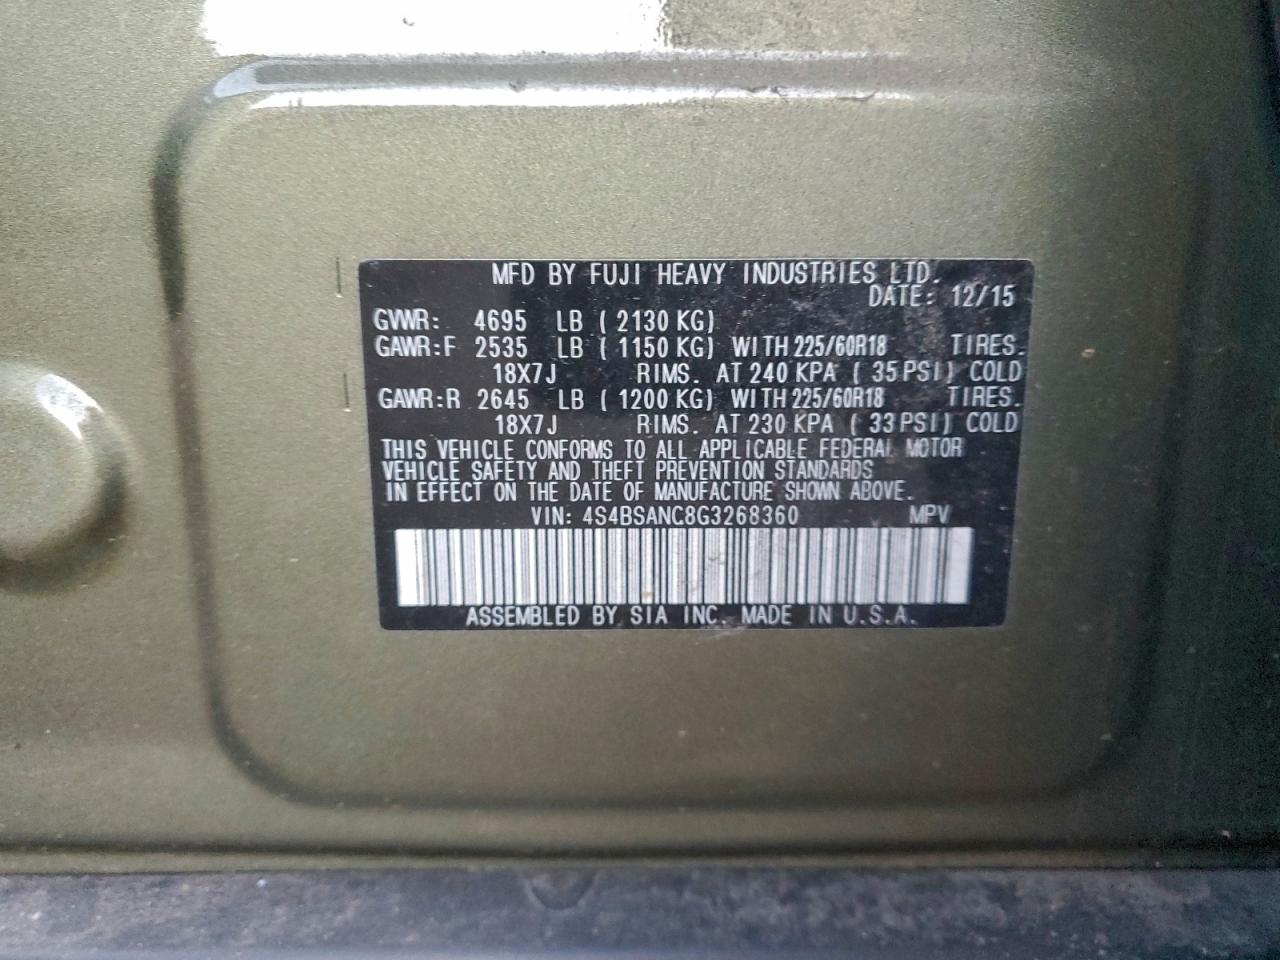 MFD BY FUJI HEAVY INDUSTRIES LTD.
DATE: 12/15
GVWR: 4695 LB ( 2130 KG)
GAWR:F 2535 LB ( 1150 KG) WITH 225/60R18 TIRES.
18X7J RIMS. AT 240 KPA ( 35 PSI) COLD
GAWR:R 2645 LB ( 1200 KG) WITH 225/60R18 TIRES.
18X7J RIMS. AT 230 KPA ( 33 PSI) COLD
THIS VEHICLE CONFORMS TO ALL APPLICABLE FEDERAL MOTOR
VEHICLE SAFETY AND THEFT PREVENTION STANDARDS
IN EFFECT ON THE DATE OF MANUFACTURE SHOWN ABOVE.
VIN: 4S4BSANC8G3268360 MPV
ASSEMBLED BY SIA INC. MADE IN U.S.A.